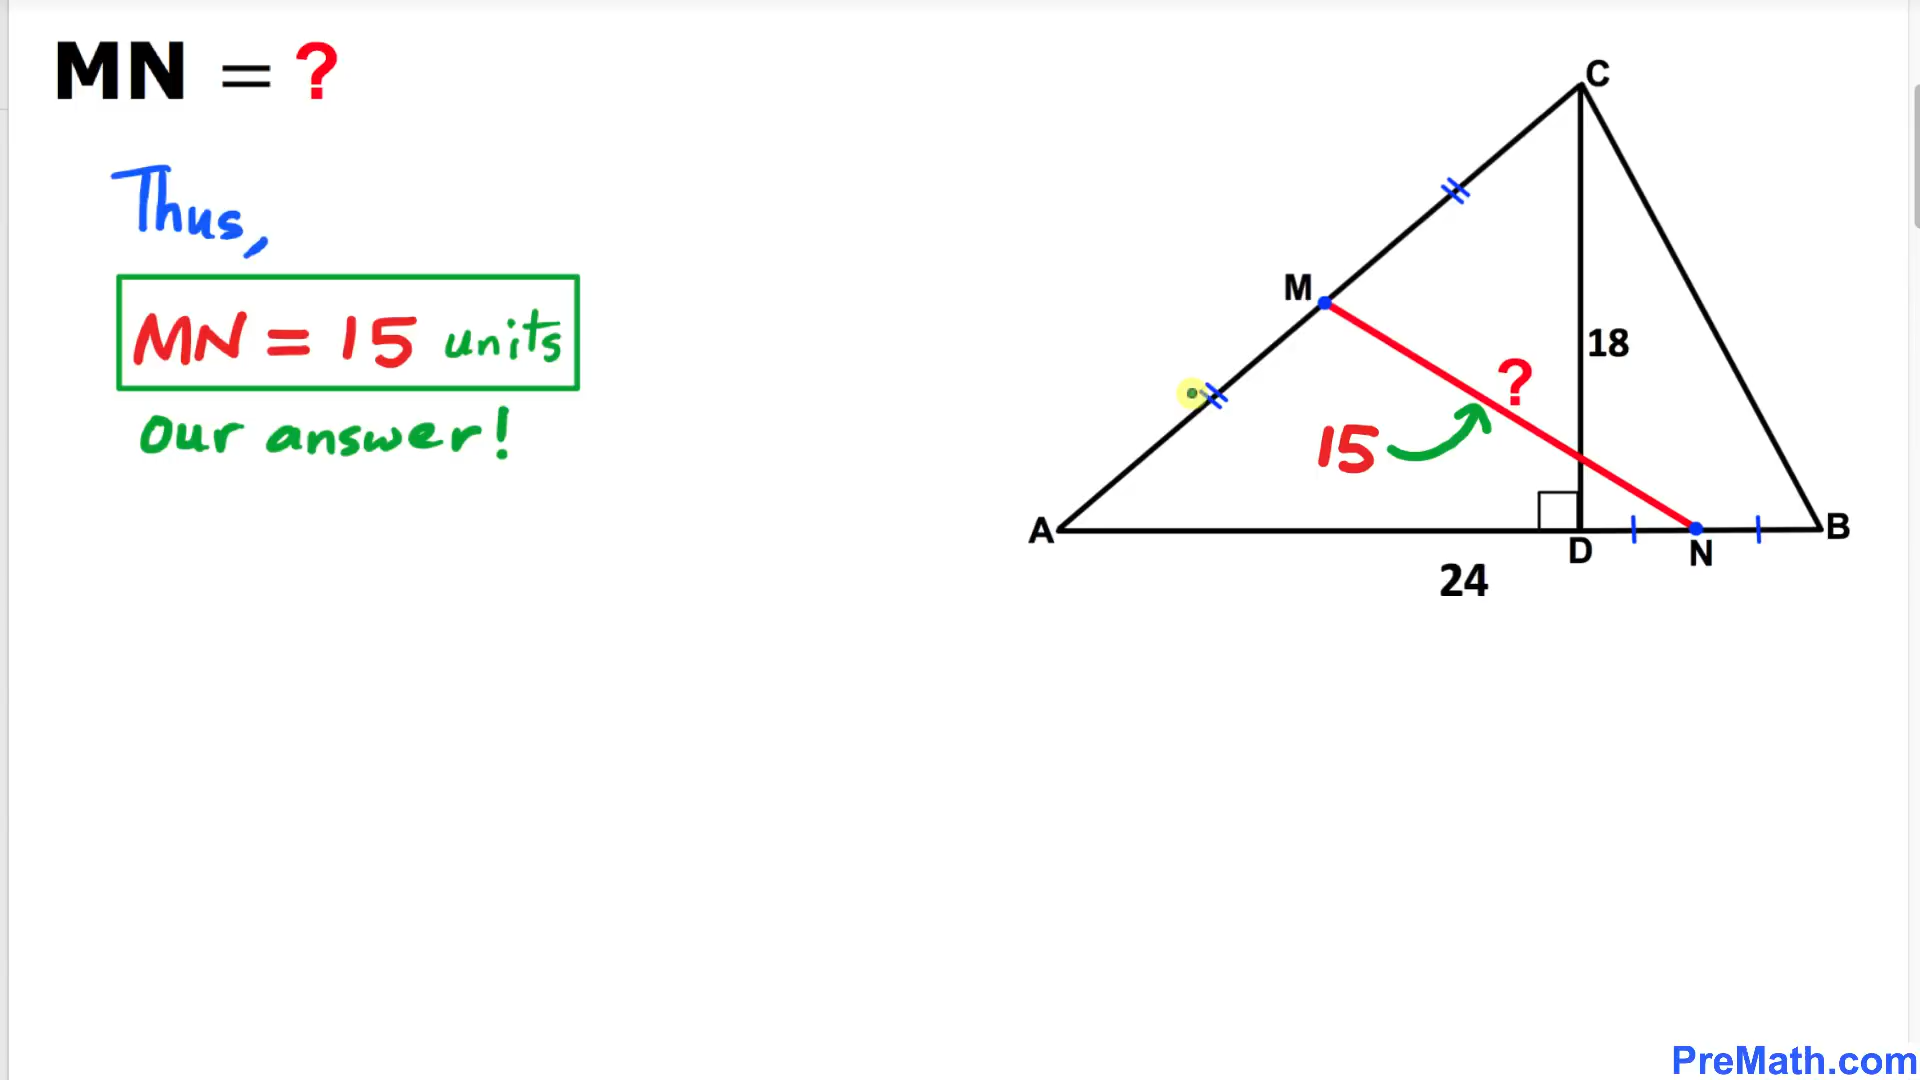 MN = ?
Thus,
MN = 15 units
our answer!
C
M
18
?
15
A
D
N
B
24
PreMath.com